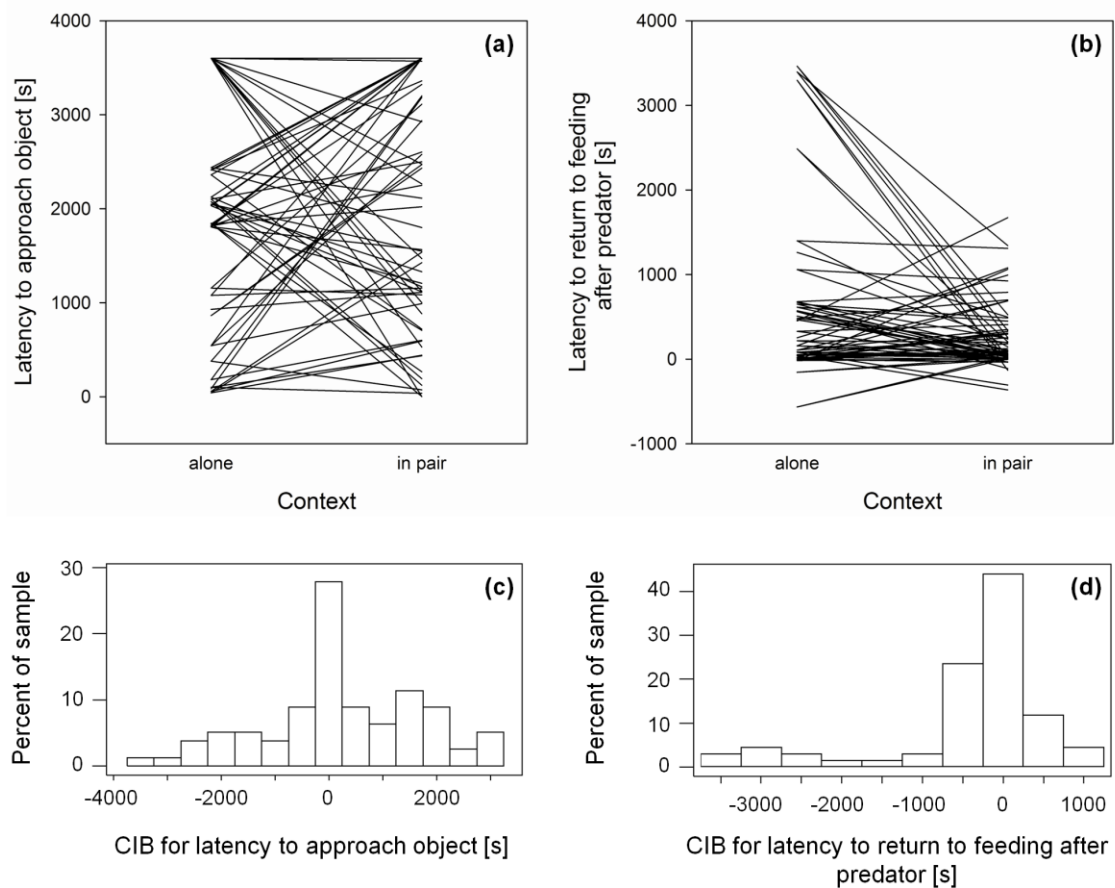 4000
3000
2000
1000
0
Latency to approach object [s]
(a)
alone
in pair
Context
4000
3000
2000
1000
0
-1000
Latency to return to feeding
after predator [s]
(b)
alone
in pair
Context
30
20
10
0
Percent of sample
(c)
-4000
-2000
0
2000
CIB for latency to approach object [s]
40
30
20
10
0
Percent of sample
(d)
-3000
-2000
-1000
0
1000
CIB for latency to return to feeding after
predator [s]